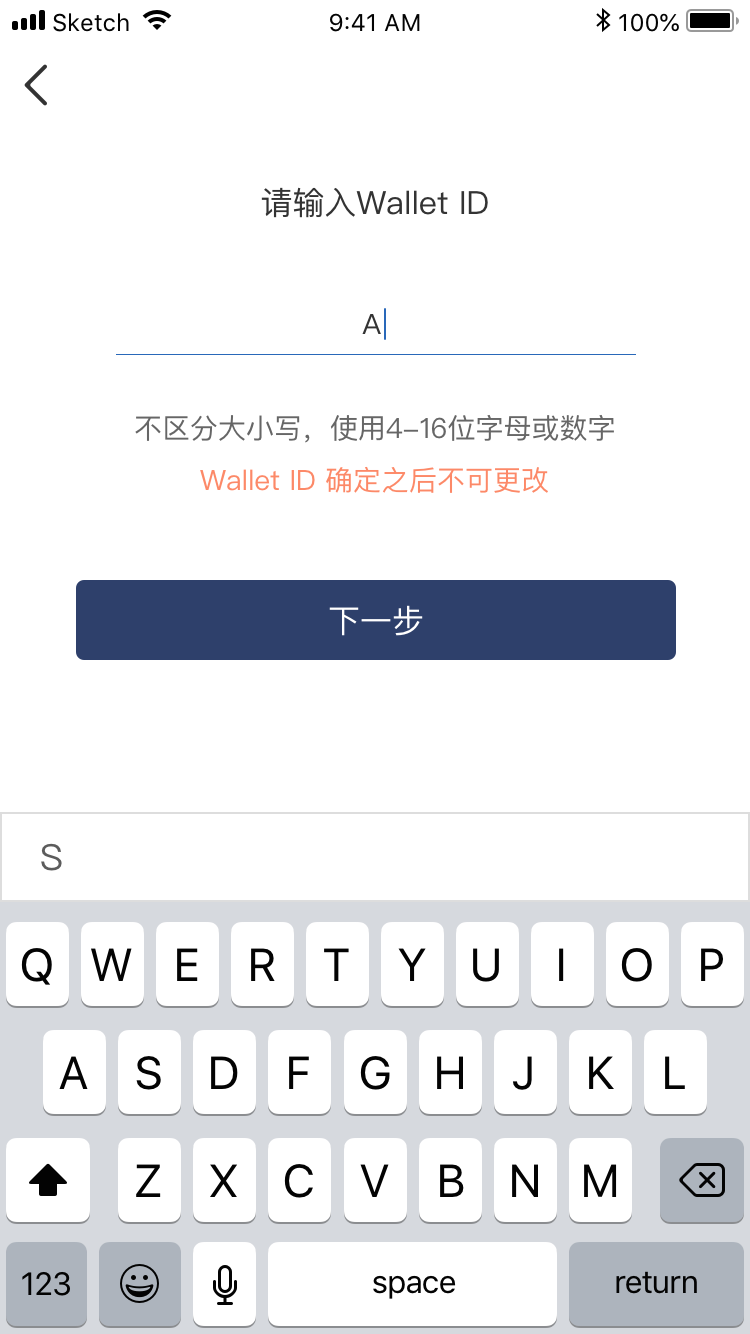 Sketch 9:41 AM 100%
请输入Wallet ID
A
不区分大小写，使用4-16位字母或数字
Wallet ID 确定之后不可更改
下一步
S
Q W E R T Y U I O P
A S D F G H J K L
Z X C V B N M
123 space return